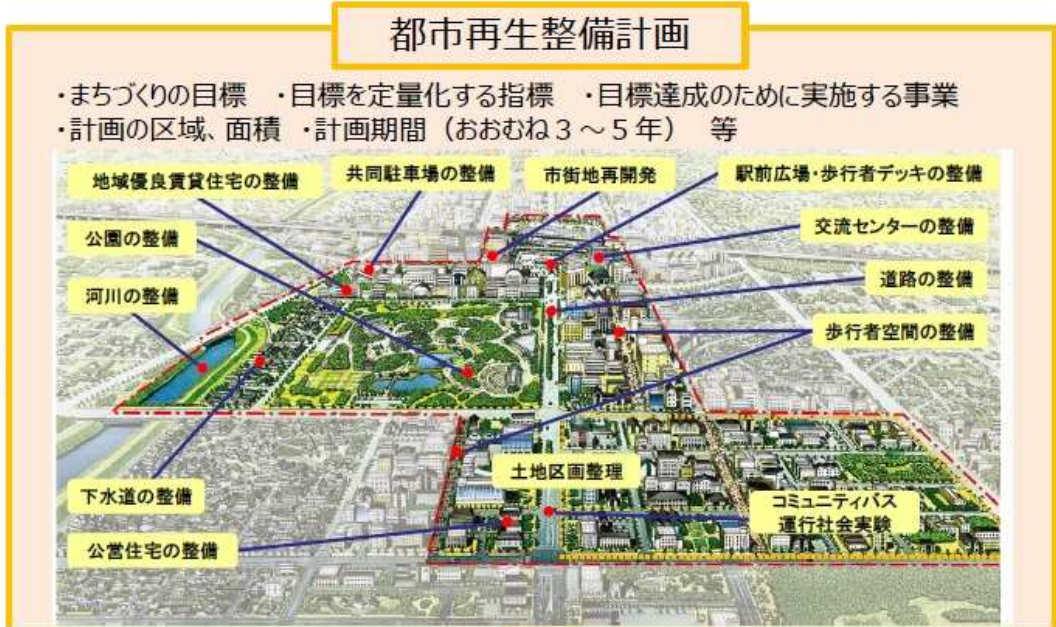 都市再生整備計画
・まちづくりの目標　・目標を定量化する指標　・目標達成のために実施する事業
・計画の区域、面積　・計画期間（おおむね３～５年）　等
地域優良賃貸住宅の整備
共同駐車場の整備
市街地再開発
駅前広場・歩行者デッキの整備
公園の整備
交流センターの整備
河川の整備
道路の整備
歩行者空間の整備
土地区画整理
下水道の整備
コミュニティバス
運行社会実験
公営住宅の整備